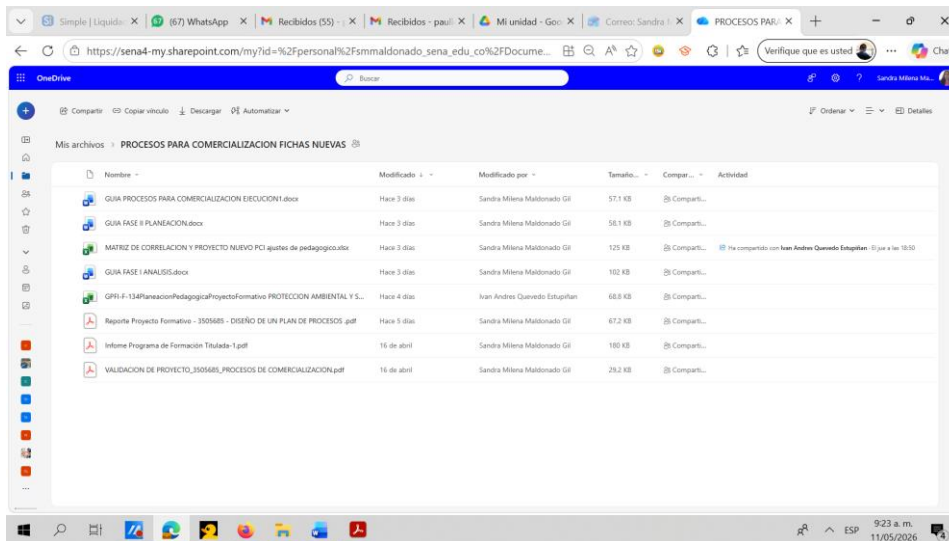 Simple | Liquida
(67) WhatsApp
Recibidos (55) -
Recibidos - pauli
Mi unidad - Goo
Correo: Sandra
PROCESOS PARA
https://sena4-my.sharepoint.com/my?id=%2Fpersonal%2Fsmmaldonado_sena_edu_co%2FDocume...
Verifique que es usted
Cha
OneDrive
Buscar
Sandra Milena Ma...
Compartir Copiar vínculo Descargar Automatizar
Ordenar Detalles
Mis archivos > PROCESOS PARA COMERCIALIZACION FICHAS NUEVAS
Nombre Modificado Modificado por Tamaño... Compar... Actividad
GUIA PROCESOS PARA COMERCIALIZACION EJECUCION1.docx Hace 3 días Sandra Milena Maldonado Gil 57.1 KB Comparti...
GUIA FASE II PLANEACION.docx Hace 3 días Sandra Milena Maldonado Gil 58,1 KB Comparti...
MATRIZ DE CORRELACION Y PROYECTO NUEVO PCI ajustes de pedagogico.xlsx Hace 3 días Sandra Milena Maldonado Gil 125 KB Comparti... Ha compartido con Ivan Andres Quevedo Estupiñan - El jue a las 18:50
GUIA FASE I ANALISIS.docx Hace 3 días Sandra Milena Maldonado Gil 102 KB Comparti...
GPFI-F-134PlaneacionPedagogicaProyectoFormativo PROTECCION AMBIENTAL Y S... Hace 4 días Ivan Andres Quevedo Estupiñan 68.8 KB Comparti...
Reporte Proyecto Formativo - 3505685 - DISEÑO DE UN PLAN DE PROCESOS .pdf Hace 5 días Sandra Milena Maldonado Gil 67.2 KB Comparti...
Infome Programa de Formación Titulada-1.pdf 16 de abril Sandra Milena Maldonado Gil 180 KB Comparti...
VALIDACION DE PROYECTO_3505685_PROCESOS DE COMERCIALIZACION.pdf 16 de abril Sandra Milena Maldonado Gil 29,2 KB Comparti...
ESP
9:23 a. m.
11/05/2026